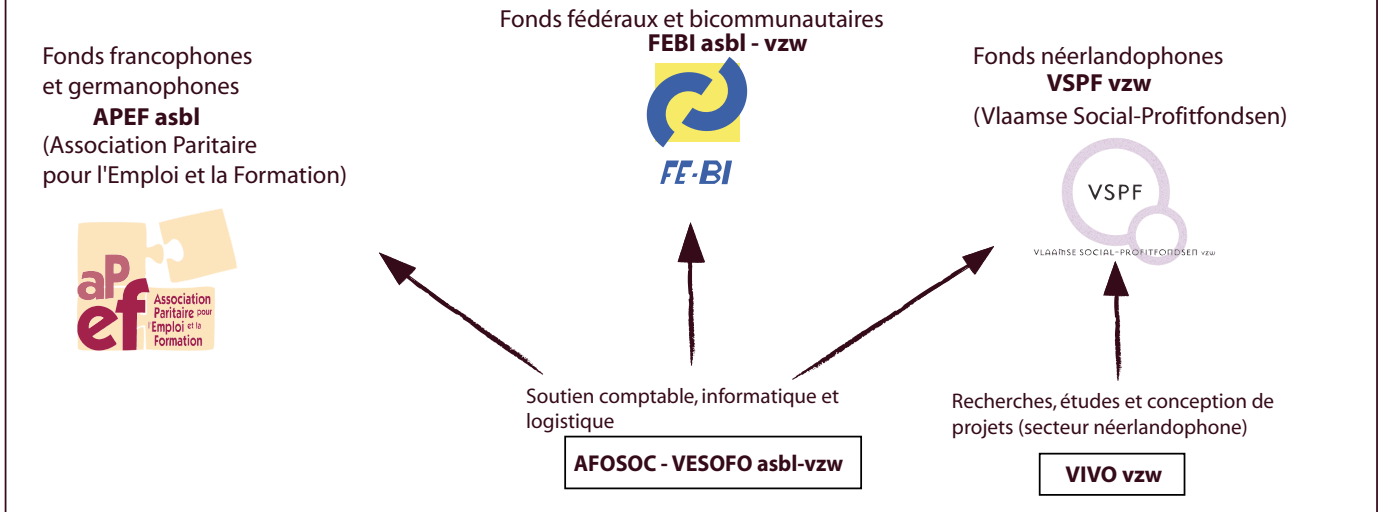 Fonds fédéraux et bicommunautaires
FEBI asbl - vzw
FE-BI
Fonds francophones
et germanophones
APEF asbl
(Association Paritaire
pour l'Emploi et la Formation)
aP
ef
Association
Paritaire pour
l'Emploi et la
Formation
Fonds néerlandophones
VSPF vzw
(Vlaamse Social-Profitfondsen)
VSPF
VLAAMSE SOCIAL-PROFITFONDSEN vzw
Soutien comptable, informatique et
logistique
AFOSOC - VESOFO asbl-vzw
Recherches, études et conception de
projets (secteur néerlandophone)
VIVO vzw